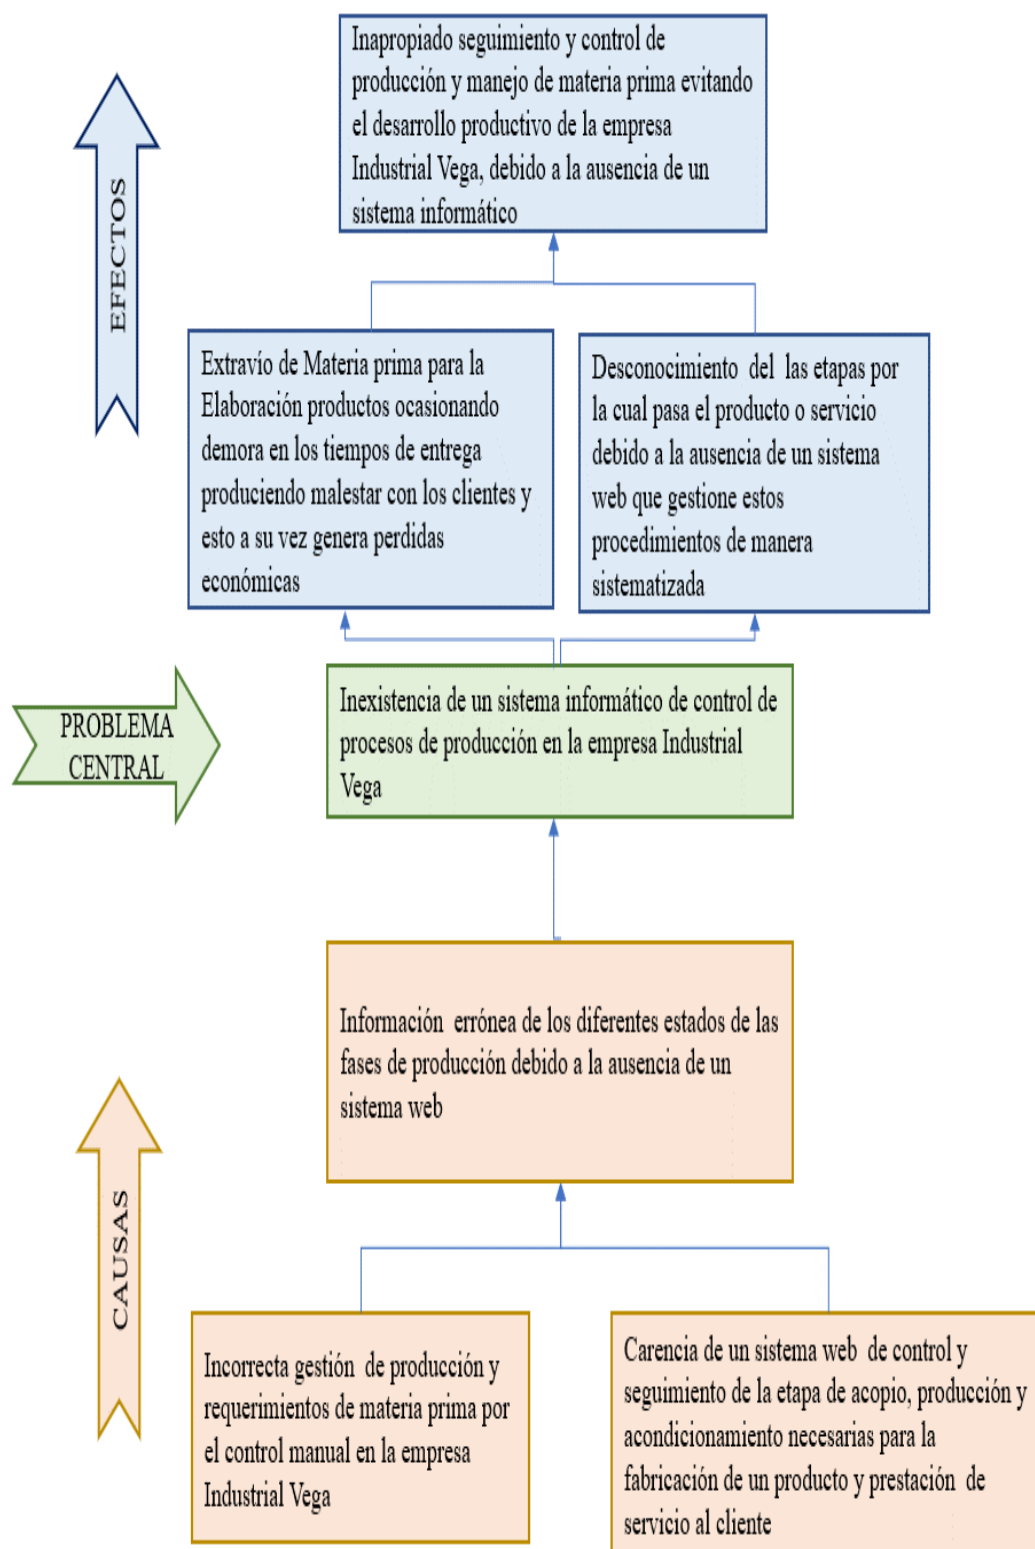 Inapropiado seguimiento y control de
producción y manejo de materia prima evitando
el desarrollo productivo de la empresa
Industrial Vega, debido a la ausencia de un
sistema informático
EFECTOS
Extravío de Materia prima para la
Elaboración productos ocasionando
demora en los tiempos de entrega
produciendo malestar con los clientes y
esto a su vez genera perdidas
económicas
Desconocimiento del las etapas por
la cual pasa el producto o servicio
debido a la ausencia de un sistema
web que gestione estos
procedimientos de manera
sistematizada
PROBLEMA
CENTRAL
Inexistencia de un sistema informático de control de
procesos de producción en la empresa Industrial
Vega
Información errónea de los diferentes estados de las
fases de producción debido a la ausencia de un
sistema web
CAUSAS
Incorrecta gestión de producción y
requerimientos de materia prima por
el control manual en la empresa
Industrial Vega
Carencia de un sistema web de control y
seguimiento de la etapa de acopio, producción y
acondicionamiento necesarias para la
fabricación de un producto y prestación de
servicio al cliente